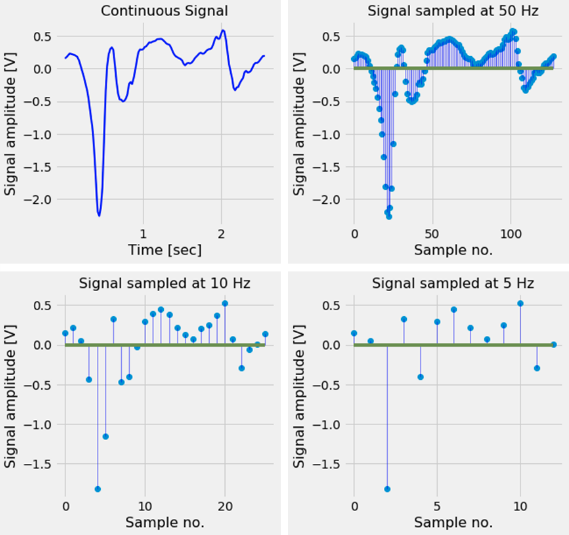 Continuous Signal
Signal amplitude [V]
0.5
0.0
−0.5
−1.0
−1.5
−2.0
1
2
Time [sec]
Signal sampled at 50 Hz
Signal amplitude [V]
0.5
0.0
−0.5
−1.0
−1.5
−2.0
0
50
100
Sample no.
Signal sampled at 10 Hz
Signal amplitude [V]
0.5
0.0
−0.5
−1.0
−1.5
0
10
20
Sample no.
Signal sampled at 5 Hz
Signal amplitude [V]
0.5
0.0
−0.5
−1.0
−1.5
0
5
10
Sample no.